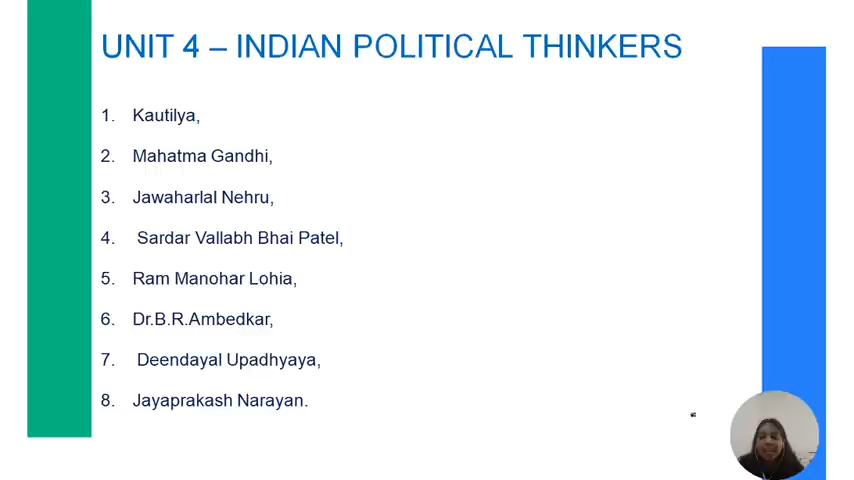 UNIT 4 – INDIAN POLITICAL THINKERS
1. Kautilya,
2. Mahatma Gandhi,
3. Jawaharlal Nehru,
4. Sardar Vallabh Bhai Patel,
5. Ram Manohar Lohia,
6. Dr.B.R.Ambedkar,
7. Deendayal Upadhyaya,
8. Jayaprakash Narayan.